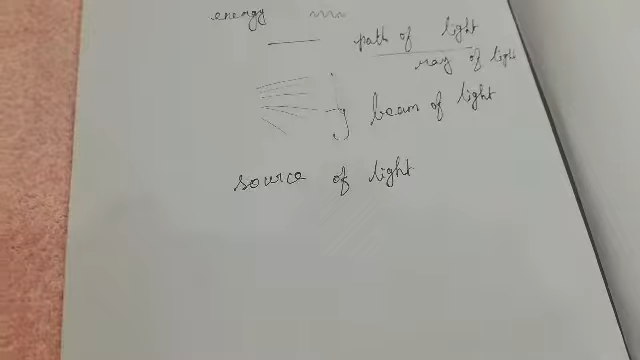 energy
path of light
ray of light
beam of light
source of light